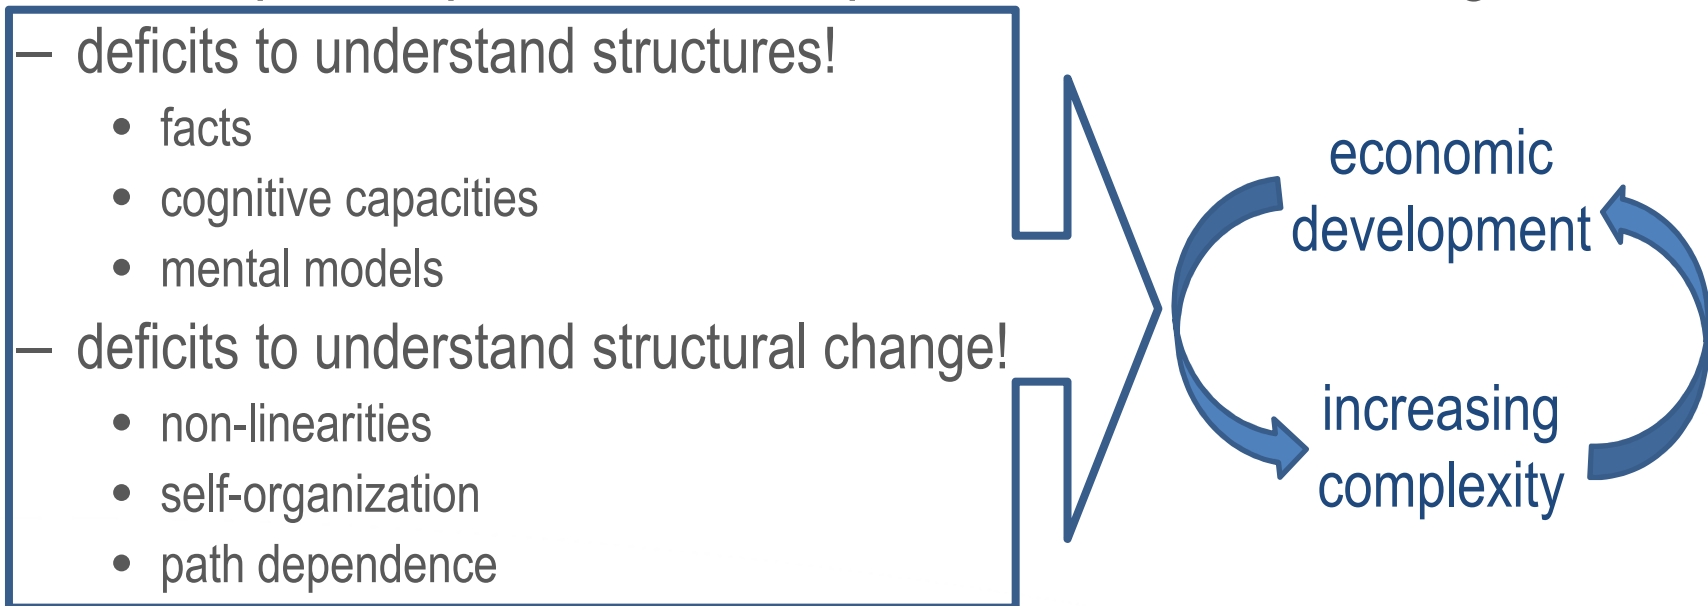 – deficits to understand structures!
• facts
• cognitive capacities
• mental models
– deficits to understand structural change!
• non-linearities
• self-organization
• path dependence
economic
development
increasing
complexity